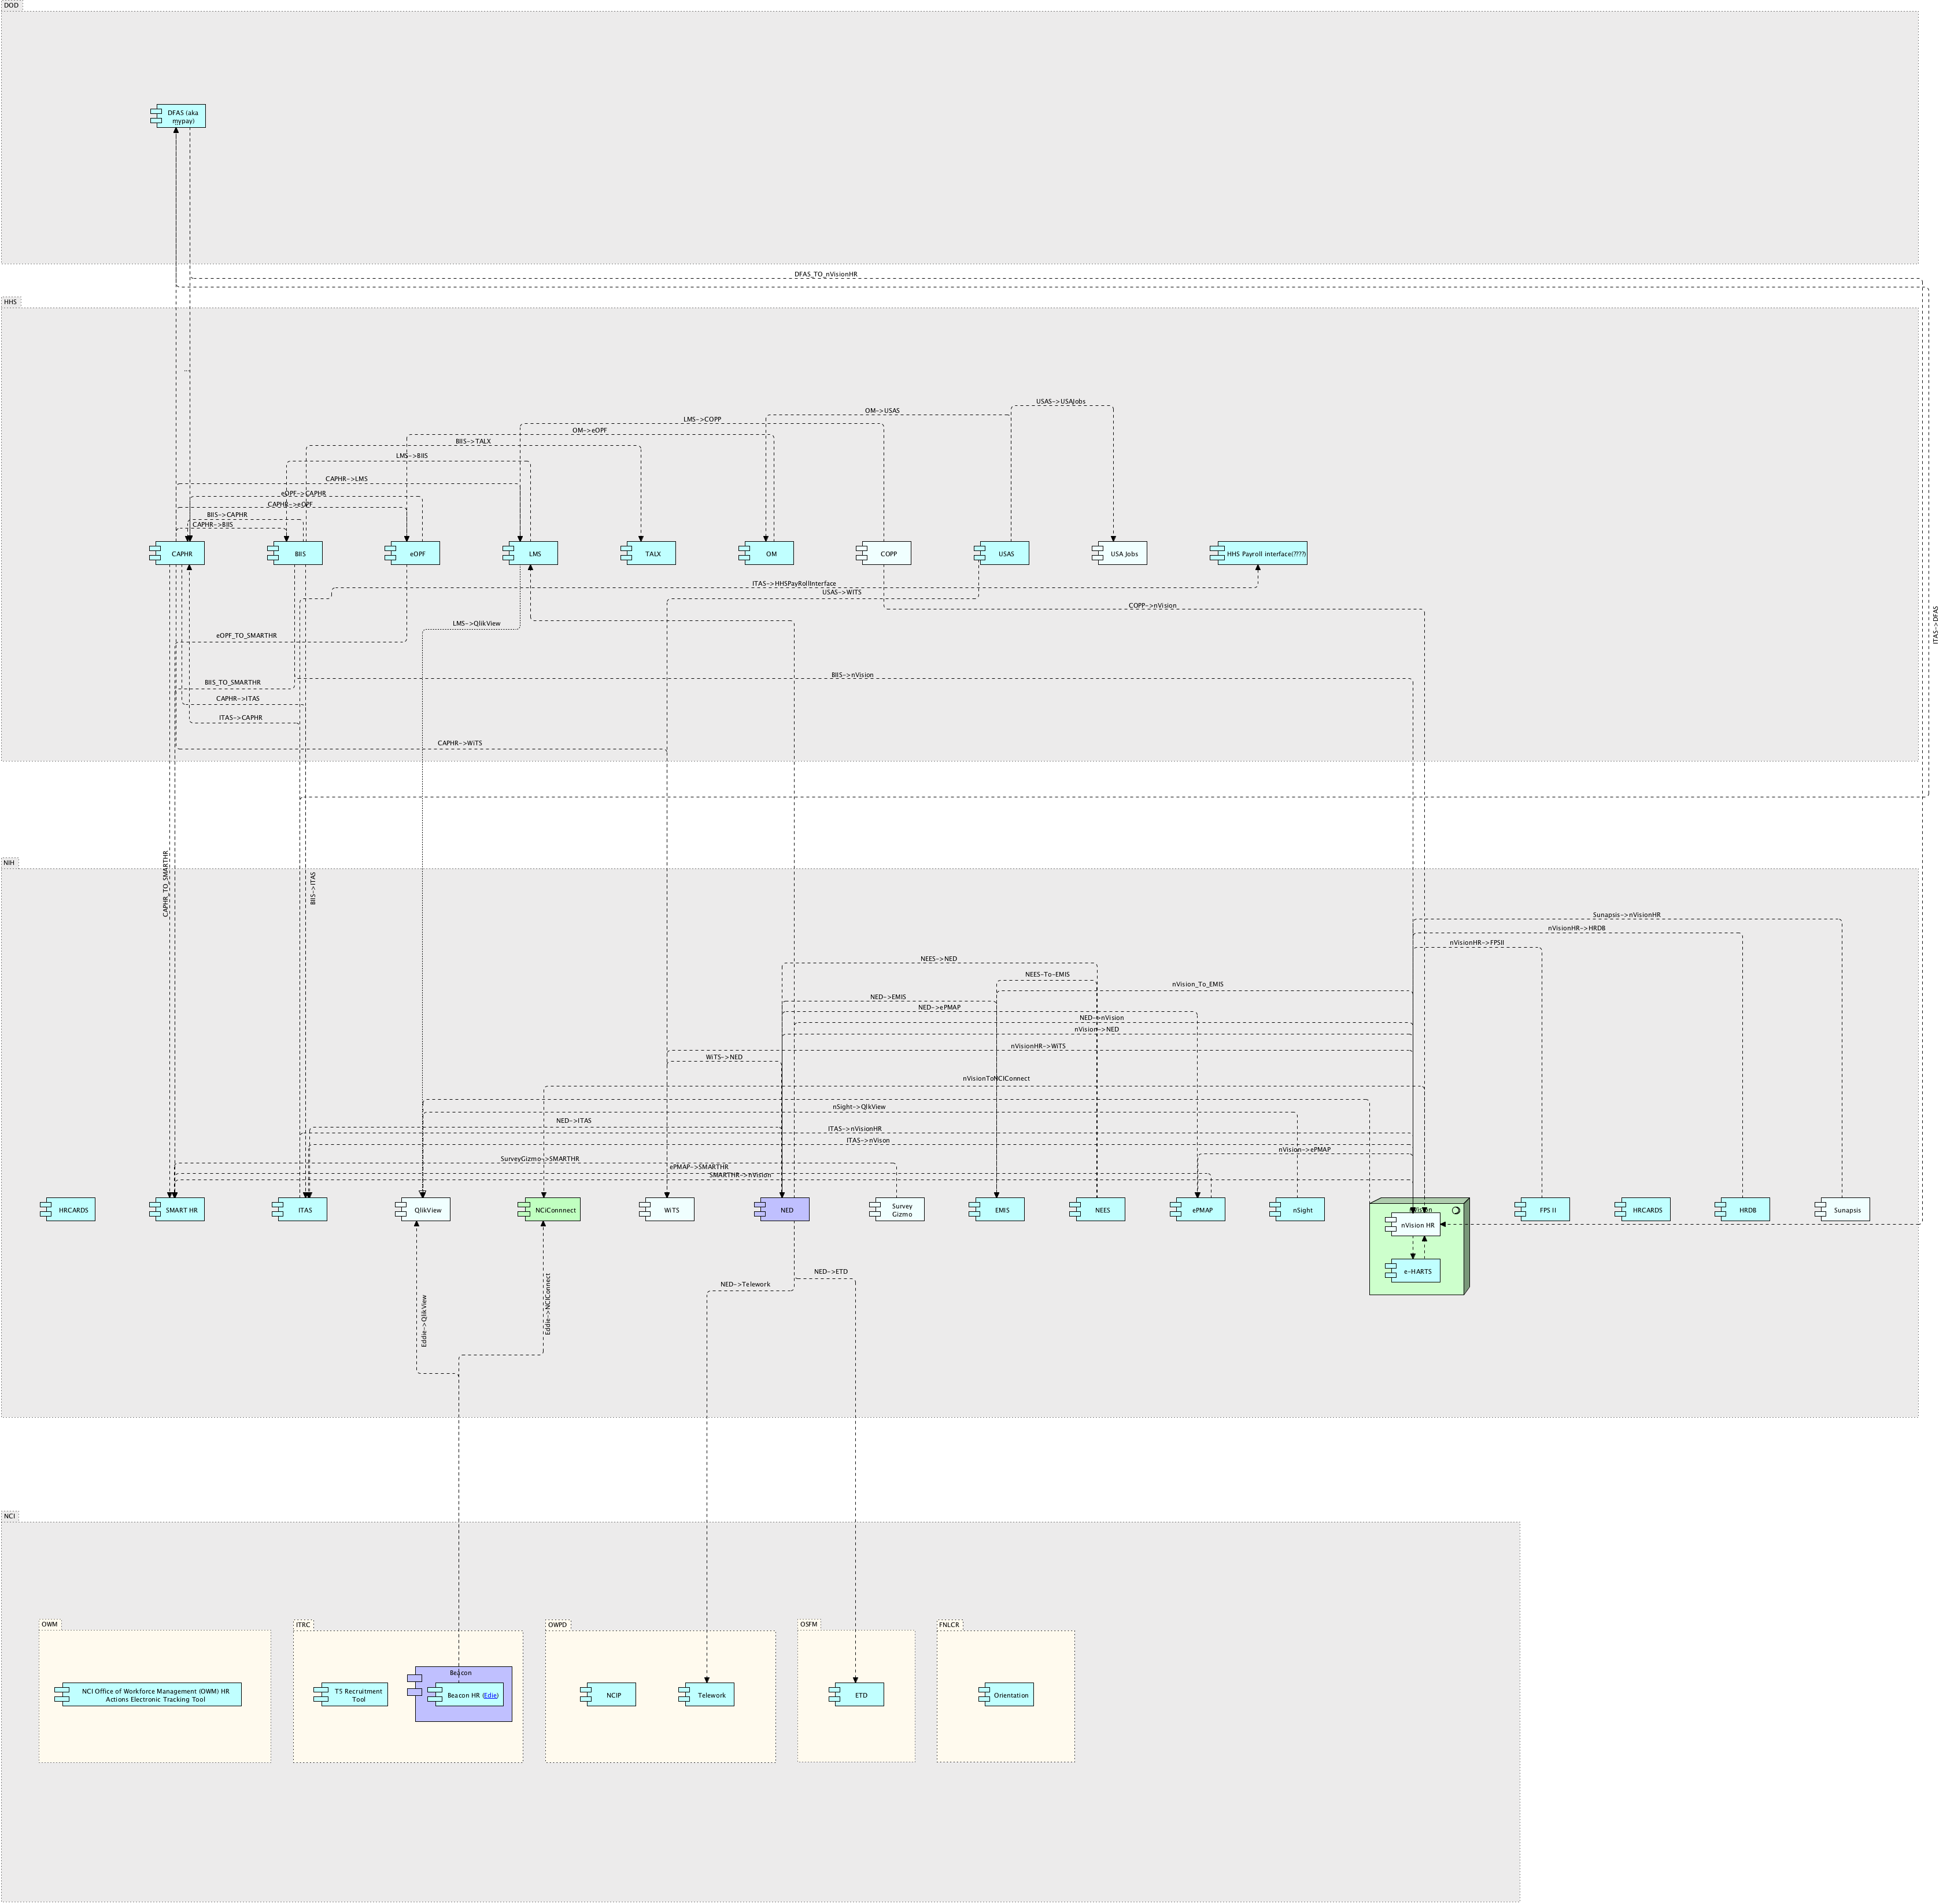 DOD
DFAS (aka
mypay)
DFAS_TO_nVisionHR
HHS
USAS->USAJobs
OM->USAS
LMS->COPP
OM->eOPF
BIIS->TALX
LMS->BIIS
CAPHR->LMS
eOPF->CAPHR
CAPHR->eOPF
BIIS->CAPHR
CAPHR->BIIS
CAPHR
BIIS
eOPF
LMS
TALX
OM
COPP
USAS
USA Jobs
HHS Payroll interface(????)
ITAS->HHSPayRollInterface
USAS->WITS
COPP->nVision
LMS->QlikView
eOPF_TO_SMARTHR
ITAS->DFAS
BIIS->nVision
BIIS_TO_SMARTHR
CAPHR->ITAS
ITAS->CAPHR
CAPHR->WiTS
NIH
CAPHR_TO_SMARTHR
BIIS->ITAS
Sunapsis->nVisionHR
nVisionHR->HRDB
nVisionHR->FPSII
NEES->NED
NEES-To-EMIS
nVision_To_EMIS
NED->EMIS
NED->ePMAP
NED->nVision
nVision->NED
nVisionHR->WiTS
WiTS->NED
nVisionToNCIConnect
nSight->QlkView
NED->ITAS
ITAS->nVisionHR
ITAS->nVison
nVision->ePMAP
SurveyGizmo->SMARTHR
ePMAP->SMARTHR
SMARTHR->nVision
HRCARDS
SMART HR
ITAS
QlikView
NCiConnnect
WiTS
NED
Survey
Gizmo
EMIS
NEES
ePMAP
nSight
nVision
nVision HR
e-HARTS
FPS II
HRCARDS
HRDB
Sunapsis
NED->ETD
NED->Telework
Eddie->QlikView
Eddie->NCIConnect
NCI
OWM
ITRC
OWPD
OSFM
FNLCR
NCI Office of Workforce Management (OWM) HR
Actions Electronic Tracking Tool
T5 Recruitment
Tool
Beacon
Beacon HR (Edie)
NCIP
Telework
ETD
Orientation